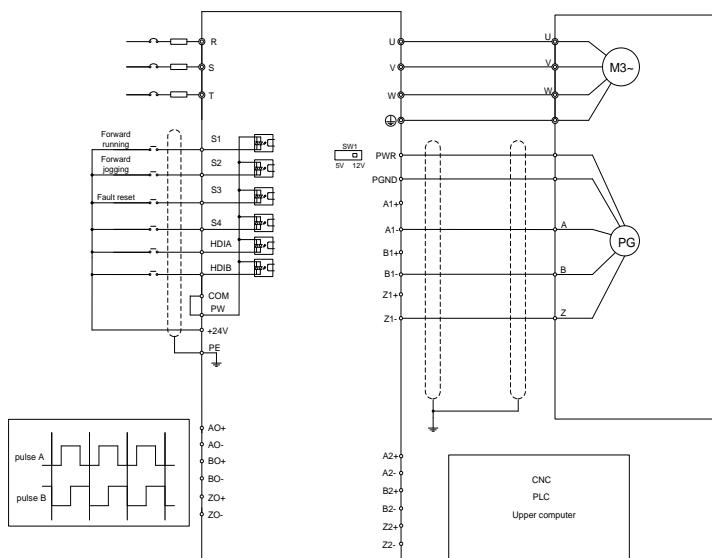 R
S
T
Forward
running
Forward
jogging
Fault reset
S1
S2
S3
S4
HDIA
HDIB
COM
PW
+24V
PE
AO+
AO-
BO+
BO-
ZO+
ZO-
pulse A
pulse B
U
V
W
SW1
5V 12V
PWR
PGND
A1+
A1-
B1+
B1-
Z1+
Z1-
A2+
A2-
B2+
B2-
Z2+
Z2-
U
V
W
M3~
A
B
Z
PG
CNC
PLC
Upper computer